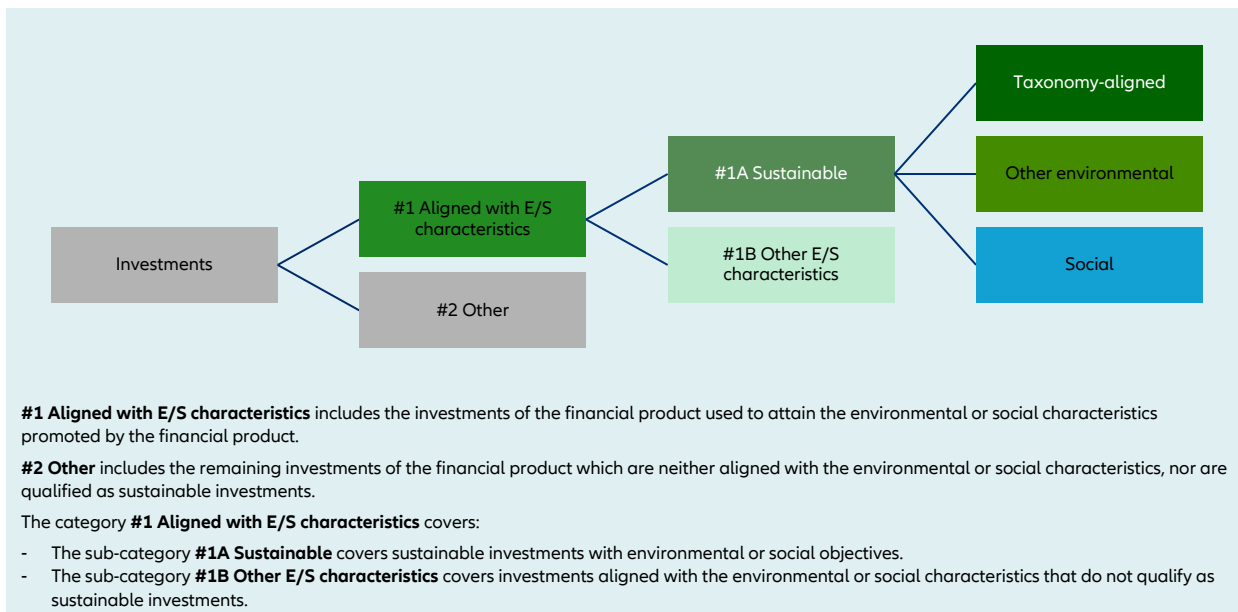 Taxonomy-aligned
#1A Sustainable
Other environmental
#1 Aligned with E/S
characteristics
Investments
#1B Other E/S
characteristics
Social
#2 Other
#1 Aligned with E/S characteristics includes the investments of the financial product used to attain the environmental or social characteristics
promoted by the financial product.
#2 Other includes the remaining investments of the financial product which are neither aligned with the environmental or social characteristics, nor are
qualified as sustainable investments.
The category #1 Aligned with E/S characteristics covers:
- The sub-category #1A Sustainable covers sustainable investments with environmental or social objectives.
- The sub-category #1B Other E/S characteristics covers investments aligned with the environmental or social characteristics that do not qualify as
sustainable investments.